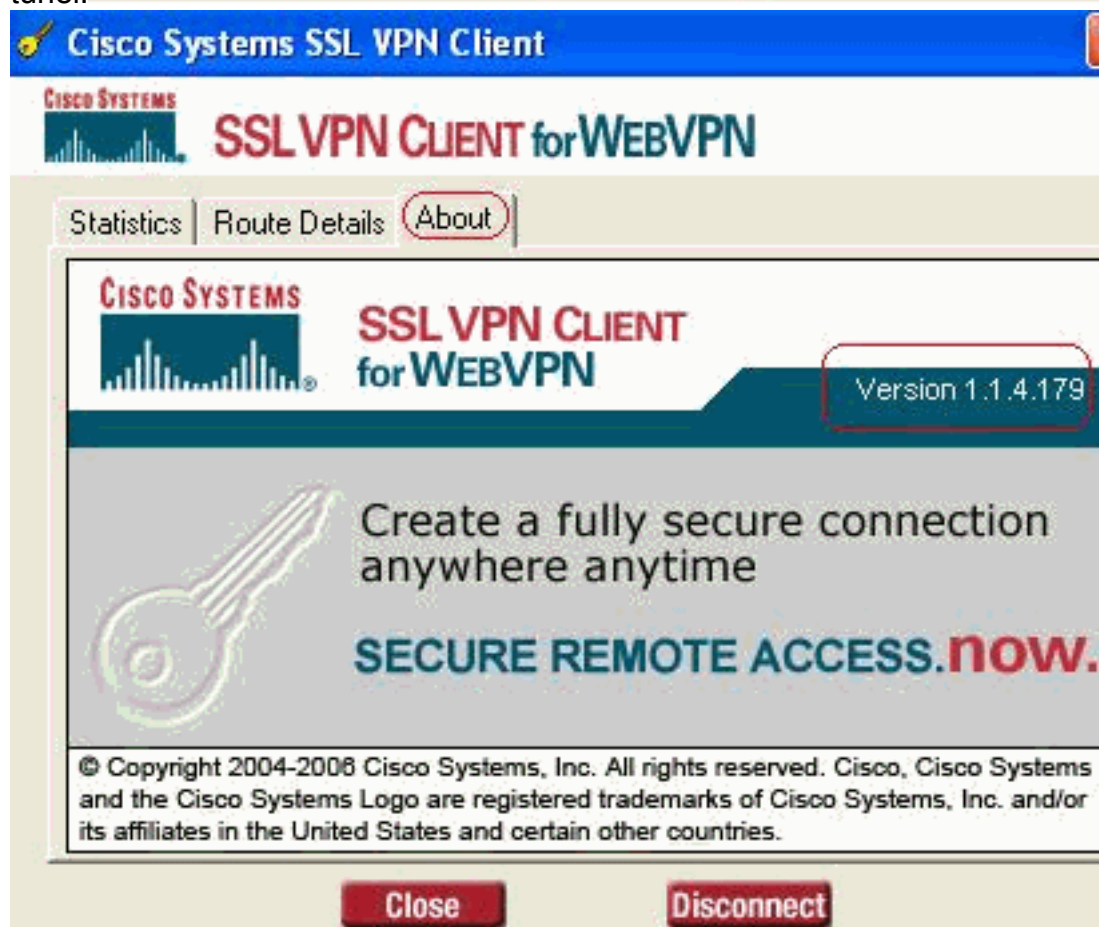 Cisco Systems SSL VPN Client
CISCO SYSTEMS
SSL VPN CLIENT for WEBVPN
Statistics Route Details About
CISCO SYSTEMS
SSL VPN CLIENT
for WEBVPN
Version 1.1.4.179
Create a fully secure connection
anywhere anytime
SECURE REMOTE ACCESS.now.
© Copyright 2004-2006 Cisco Systems, Inc. All rights reserved. Cisco, Cisco Systems
and the Cisco Systems Logo are registered trademarks of Cisco Systems, Inc. and/or
its affiliates in the United States and certain other countries.
Close Disconnect